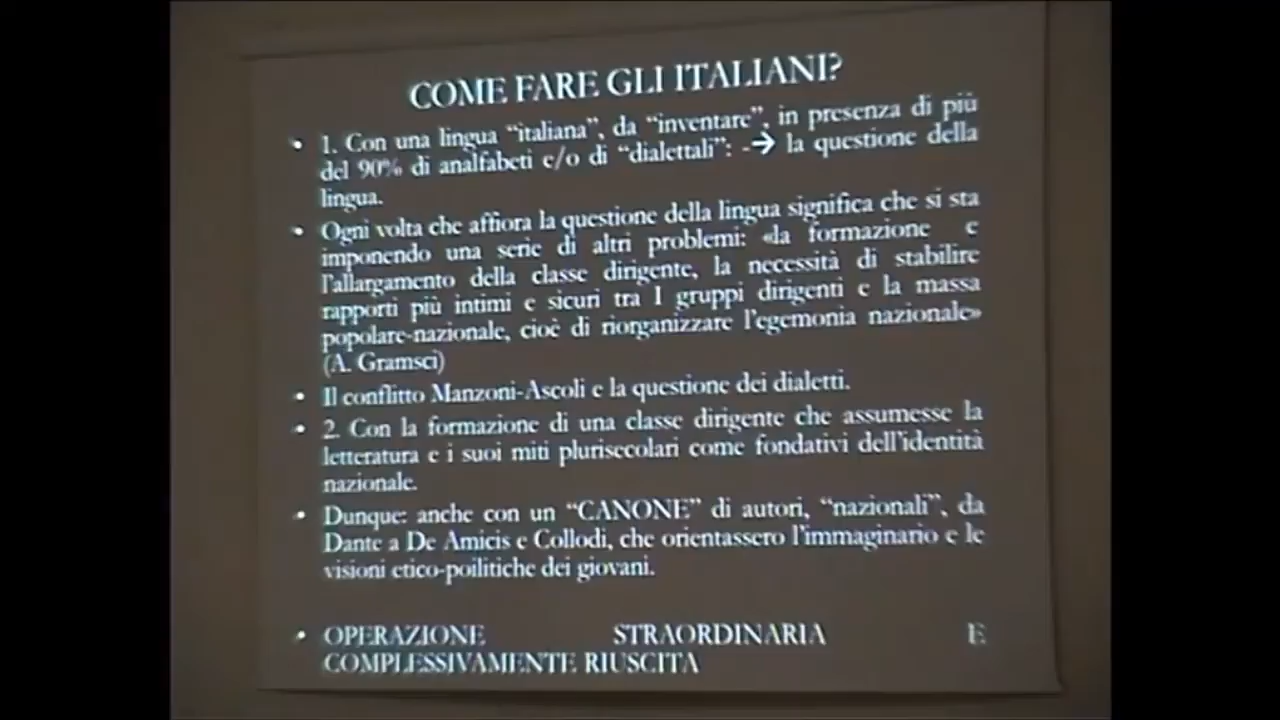 COME FARE GLI ITALIANI?
• 1. Con una lingua “italiana”, da “inventare”, in presenza di più
del 90% di analfabeti e/o di “dialettali”: -→ la questione della
lingua.
• Ogni volta che affiora la questione della lingua significa che si sta
imponendo una serie di altri problemi: «la formazione e
l’allargamento della classe dirigente, la necessità di stabilire
rapporti più intimi e sicuri tra I gruppi dirigenti e la massa
popolare-nazionale, cioè di riorganizzare l’egemonia nazionale»
(A. Gramsci)
• Il conflitto Manzoni-Ascoli e la questione dei dialetti.
• 2. Con la formazione di una classe dirigente che assumesse la
letteratura e i suoi miti plurisecolari come fondativi dell’identità
nazionale.
• Dunque: anche con un “CANONE” di autori, “nazionali”, da
Dante a De Amicis e Collodi, che orientassero l’immaginario e le
visioni etico-poilitiche dei giovani.
• OPERAZIONE STRAORDINARIA E
COMPLESSIVAMENTE RIUSCITA